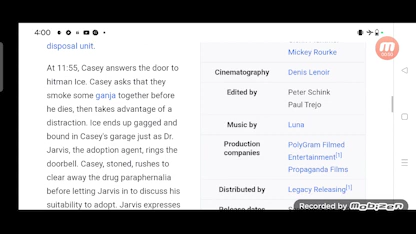 4:00
disposal unit.
At 11:55, Casey answers the door to
hitman Ice. Casey asks that they
smoke some ganja together before
he dies, then takes advantage of a
distraction. Ice ends up gagged and
bound in Casey's garage just as Dr.
Jarvis, the adoption agent, rings the
doorbell. Casey, stoned, rushes to
clear away the drug paraphernalia
before letting Jarvis in to discuss his
suitability to adopt. Jarvis expresses
Mickey Rourke
Cinematography Denis Lenoir
Edited by Peter Schink
Paul Trejo
Music by Luna
Production PolyGram Filmed
companies Entertainment[1]
Propaganda Films
Distributed by Legacy Releasing[1]
Release dates
Recorded by Mobizen